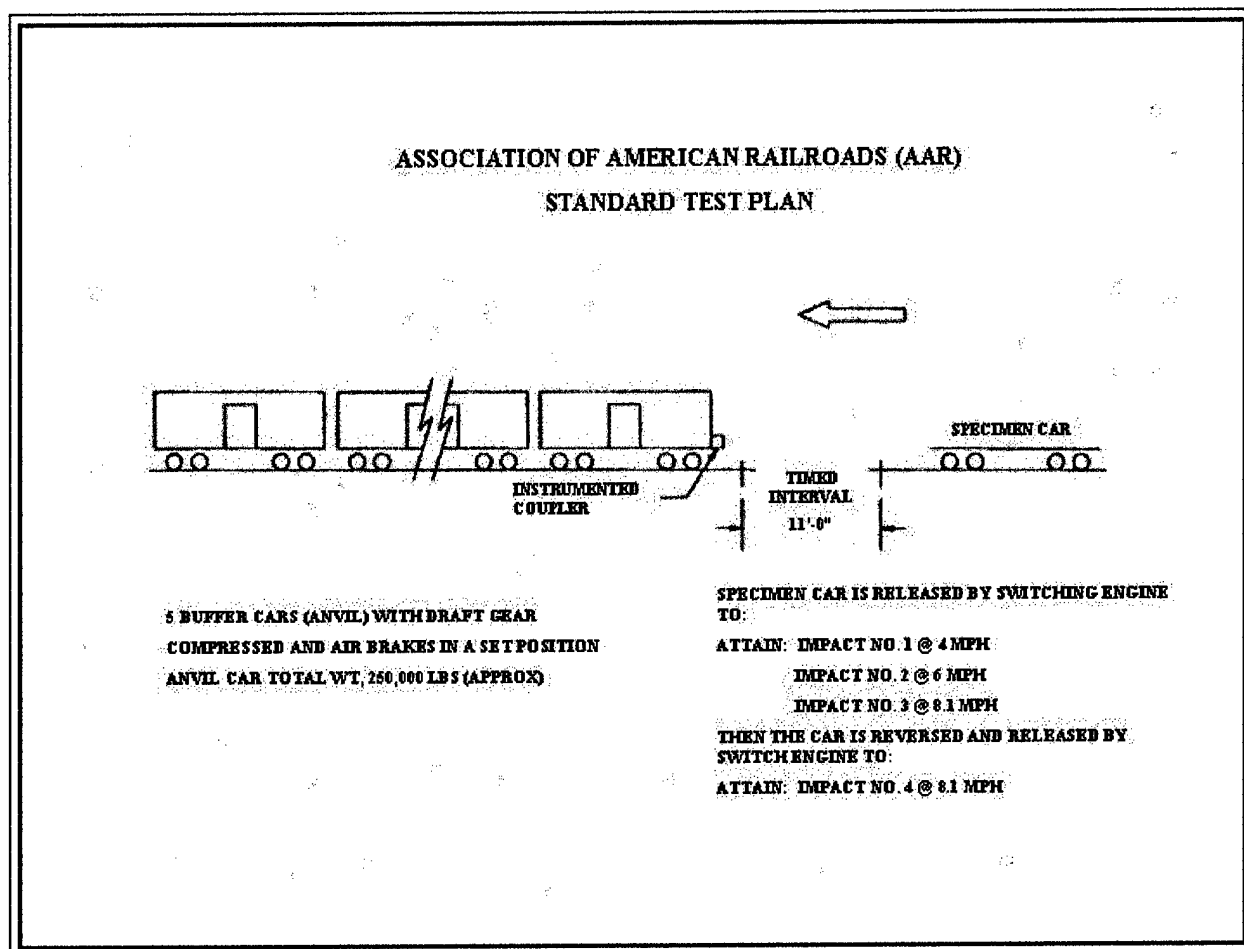 ASSOCIATION OF AMERICAN RAILROADS (AAR)
STANDARD TEST PLAN
SPECIMEN CAR
INSTRUMENTED
COUPLER
TIMED
INTERVAL
11'-0"
5 BUFFER CARS (ANVIL) WITH DRAFT GEAR
COMPRESSED AND AIR BRAKES IN A SET POSITION
ANVIL CAR TOTAL WT, 250,000 LBS (APPROX)
SPECIMEN CAR IS RELEASED BY SWITCHING ENGINE
TO:
ATTAIN: IMPACT NO. 1 @ 4 MPH
IMPACT NO. 2 @ 6 MPH
IMPACT NO. 3 @ 8.1 MPH
THEN THE CAR IS REVERSED AND RELEASED BY
SWITCH ENGINE TO:
ATTAIN: IMPACT NO. 4 @ 8.1 MPH